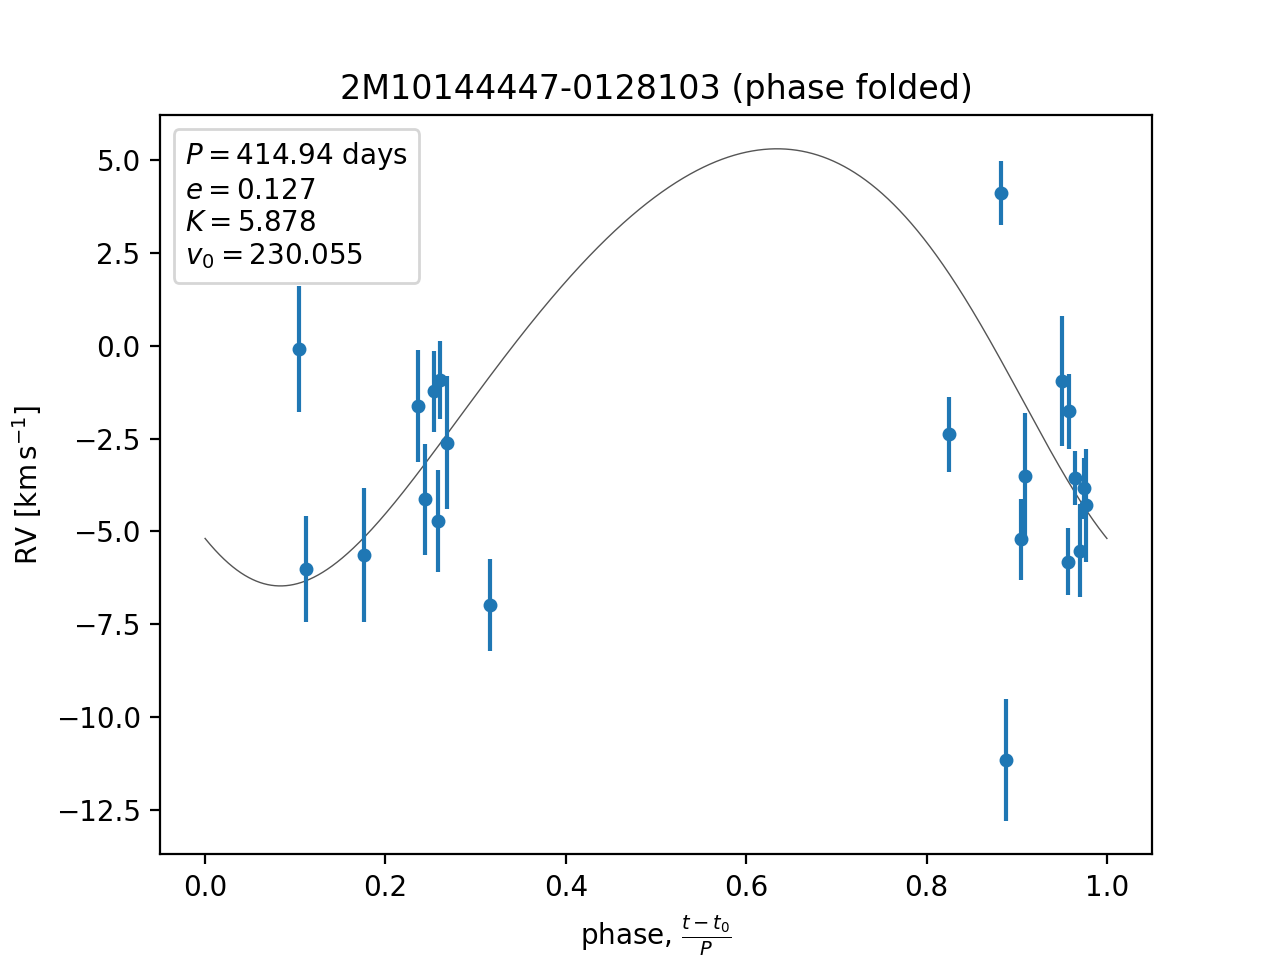 2M10144447-0128103 (phase folded)
P = 414.94 days
e = 0.127
K = 5.878
v₀ = 230.055
5.0
2.5
0.0
−2.5
−5.0
−7.5
−10.0
−12.5
RV [km s⁻¹]
0.0 0.2 0.4 0.6 0.8 1.0
phase, (t − t₀)/P